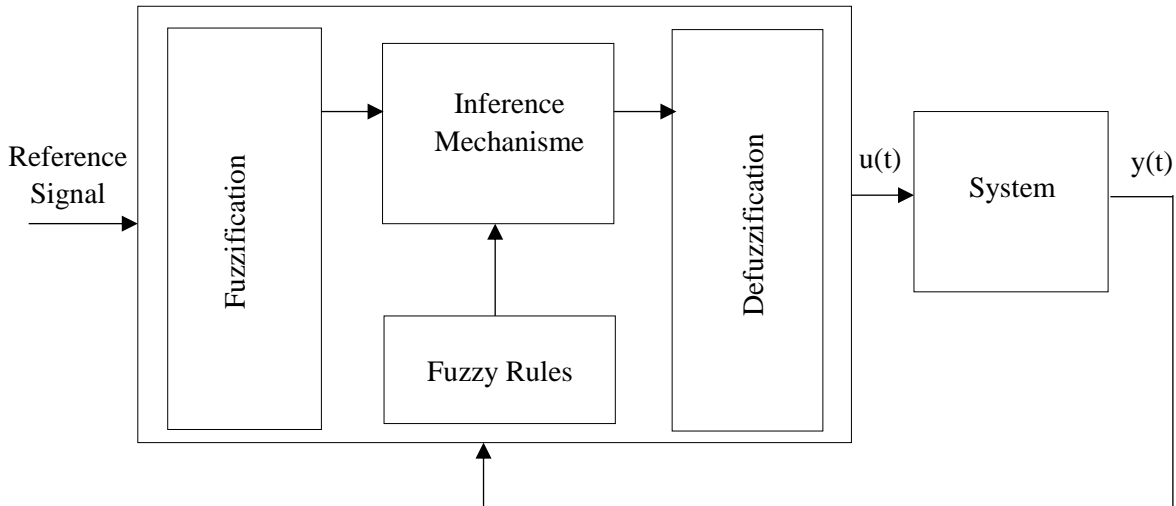 Reference
Signal
Fuzzification
Inference
Mechanisme
Fuzzy Rules
Defuzzification
u(t)
System
y(t)